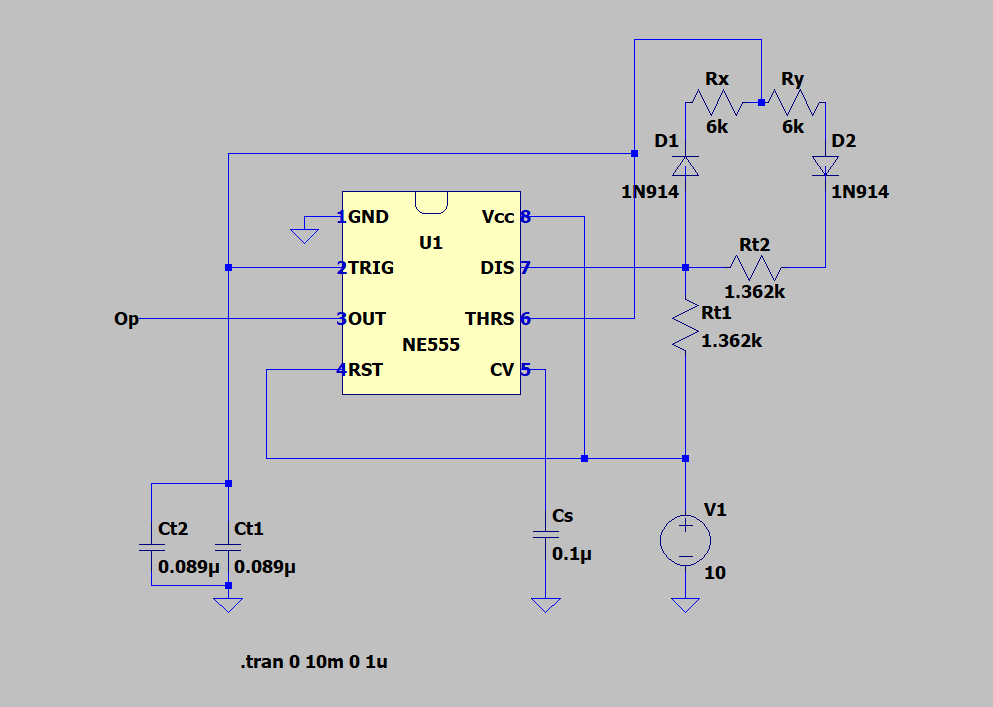 Rx
Ry
6k
6k
D1
D2
1N914
1N914
1GND
Vcc 8
U1
Rt2
2TRIG
DIS 7
1.362k
Op
3OUT
THRS 6
Rt1
1.362k
NE555
4RST
CV 5
V1
Cs
Ct2
Ct1
0.1µ
0.089µ
0.089µ
10
.tran 0 10m 0 1u